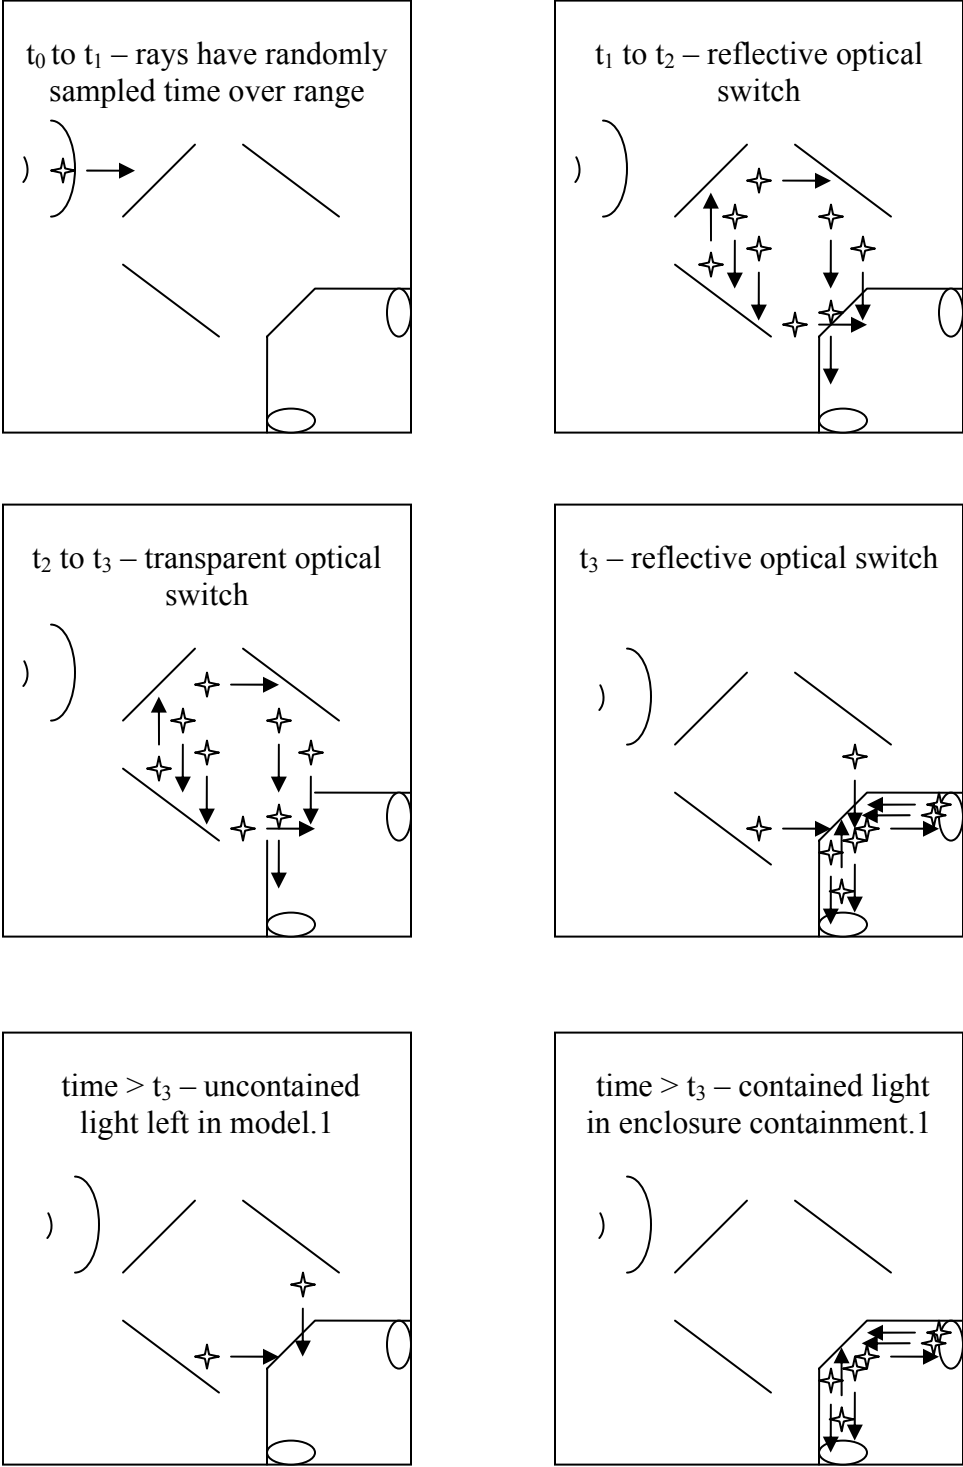 t₀ to t₁ – rays have randomly
sampled time over range
t₁ to t₂ – reflective optical
switch
t₂ to t₃ – transparent optical
switch
t₃ – reflective optical switch
time > t₃ – uncontained
light left in model.1
time > t₃ – contained light
in enclosure containment.1